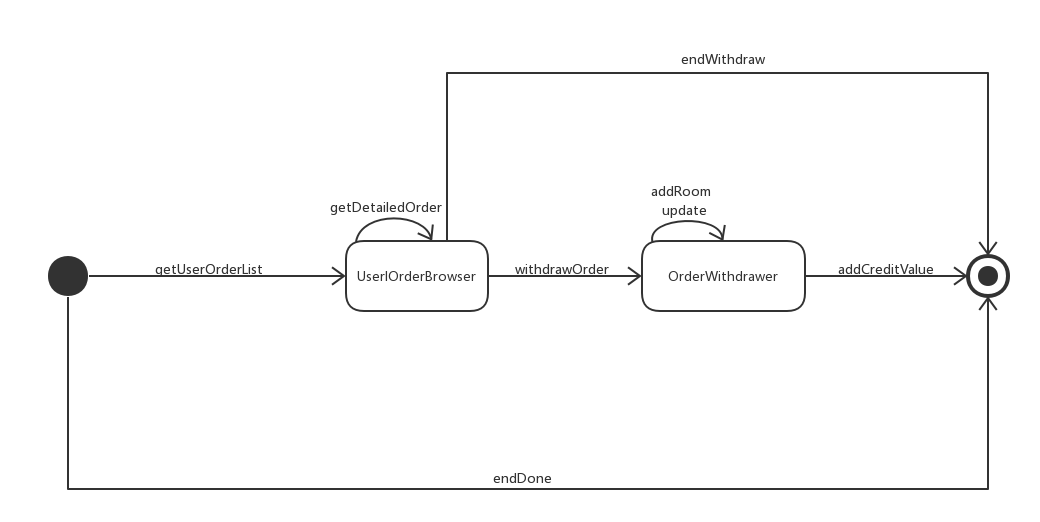 endWithdraw
addRoom
update
getDetailedOrder
getUserOrderList
UserIOrderBrowser
withdrawOrder
OrderWithdrawer
addCreditValue
endDone